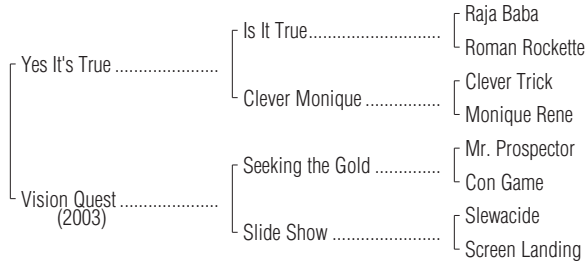 Raja Baba
Is It True....................
Roman Rockette
Yes It's True ...................
Clever Trick
Clever Monique ...............
Monique Rene
Mr. Prospector
Seeking the Gold .............
Con Game
Vision Quest..................
(2003)
Slewacide
Slide Show ....................
Screen Landing